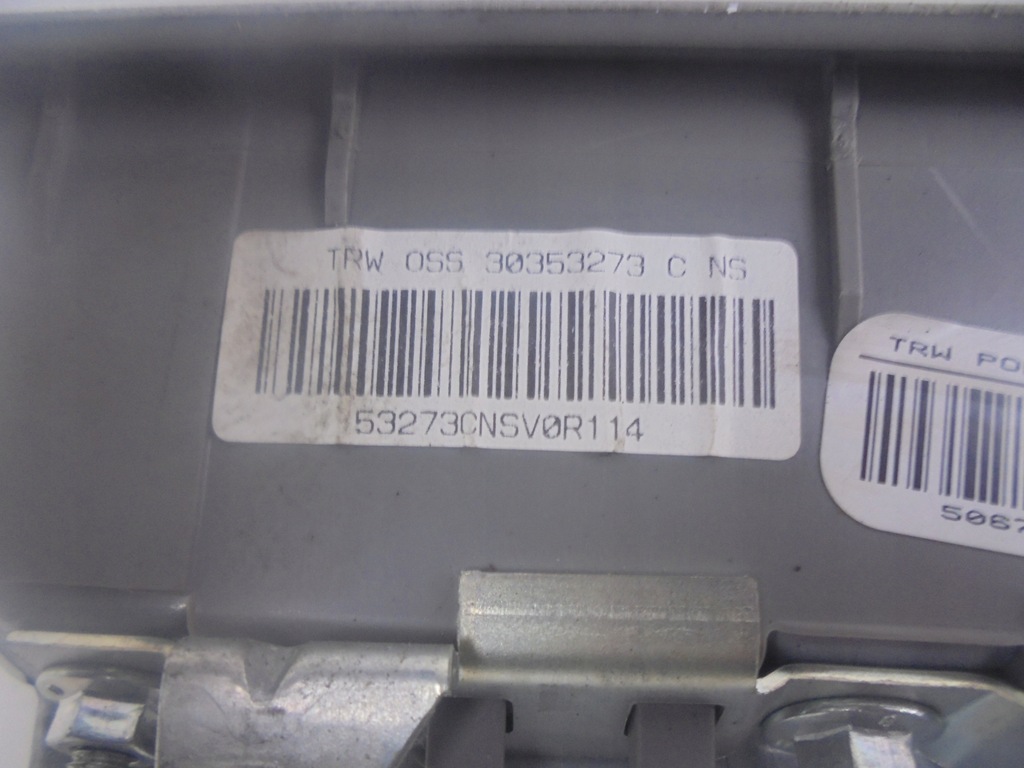 TRW OSS 30353273 C NS
53273CNSV0R114
TRW PO
5067